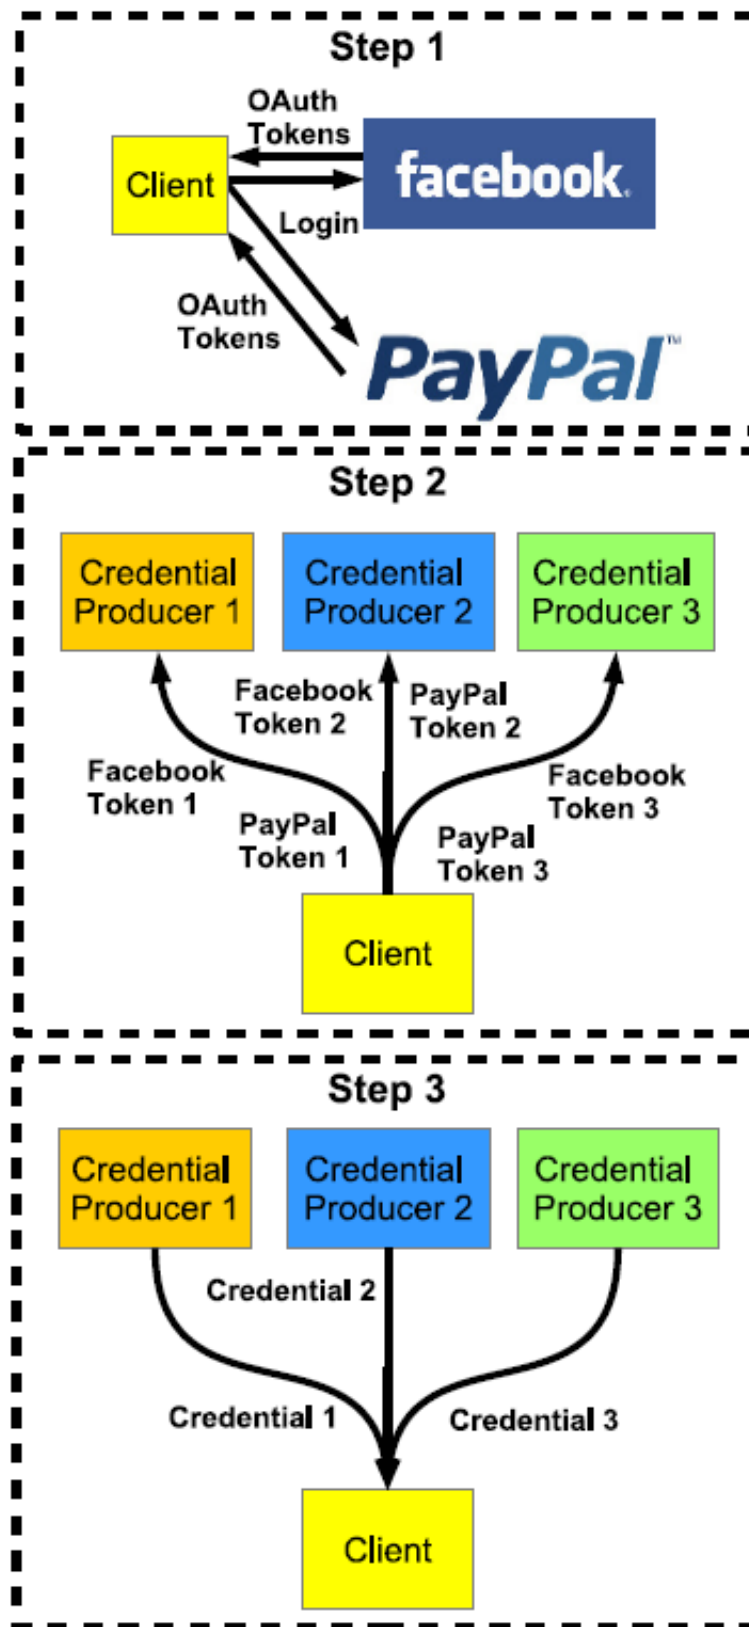 Step 1
OAuth
Tokens
Client
facebook®
Login
OAuth
Tokens
PayPal™
Step 2
Credential
Producer 1
Credential
Producer 2
Credential
Producer 3
Facebook
Token 2
PayPal
Token 2
Facebook
Token 1
Facebook
Token 3
PayPal
Token 1
PayPal
Token 3
Client
Step 3
Credential
Producer 1
Credential
Producer 2
Credential
Producer 3
Credential 2
Credential 1
Credential 3
Client